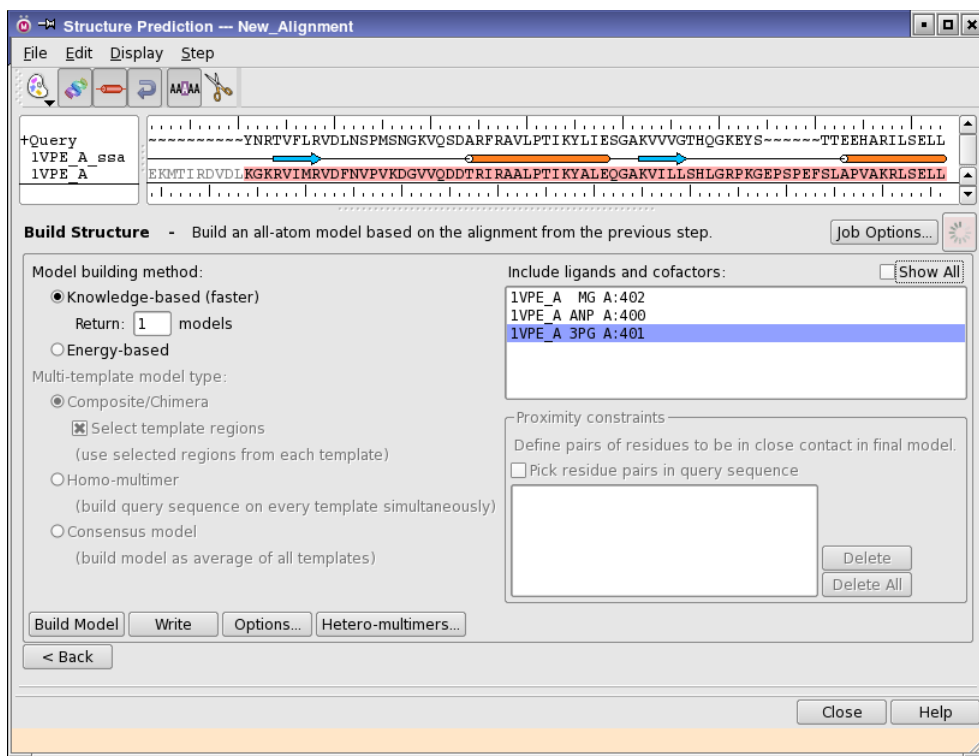 Structure Prediction --- New_Alignment
File Edit Display Step
AAAAA
+Query ~~~~~~~~~~YNRTVFLRVDLNSPMSNGKVQSDARFRAVLPTIKYLIESGAKVVVGTHQGKEYS~~~~~~TTEEHARILSELL
1VPE_A_ssa
1VPE_A EKMTIRDVDLKGKRVIMRVDFNVPVKDGVVQDDTRIRAALPTIKYALEQGAKVILLSHLGRPKGEPSPEFSLAPVAKRLSELL
Build Structure - Build an all-atom model based on the alignment from the previous step. Job Options...
Model building method:
Knowledge-based (faster)
Return: 1 models
Energy-based
Multi-template model type:
Composite/Chimera
Select template regions
(use selected regions from each template)
Homo-multimer
(build query sequence on every template simultaneously)
Consensus model
(build model as average of all templates)
Include ligands and cofactors: Show All
1VPE_A MG A:402
1VPE_A ANP A:400
1VPE_A 3PG A:401
Proximity constraints
Define pairs of residues to be in close contact in final model.
Pick residue pairs in query sequence
Delete
Delete All
Build Model Write Options... Hetero-multimers...
< Back
Close Help